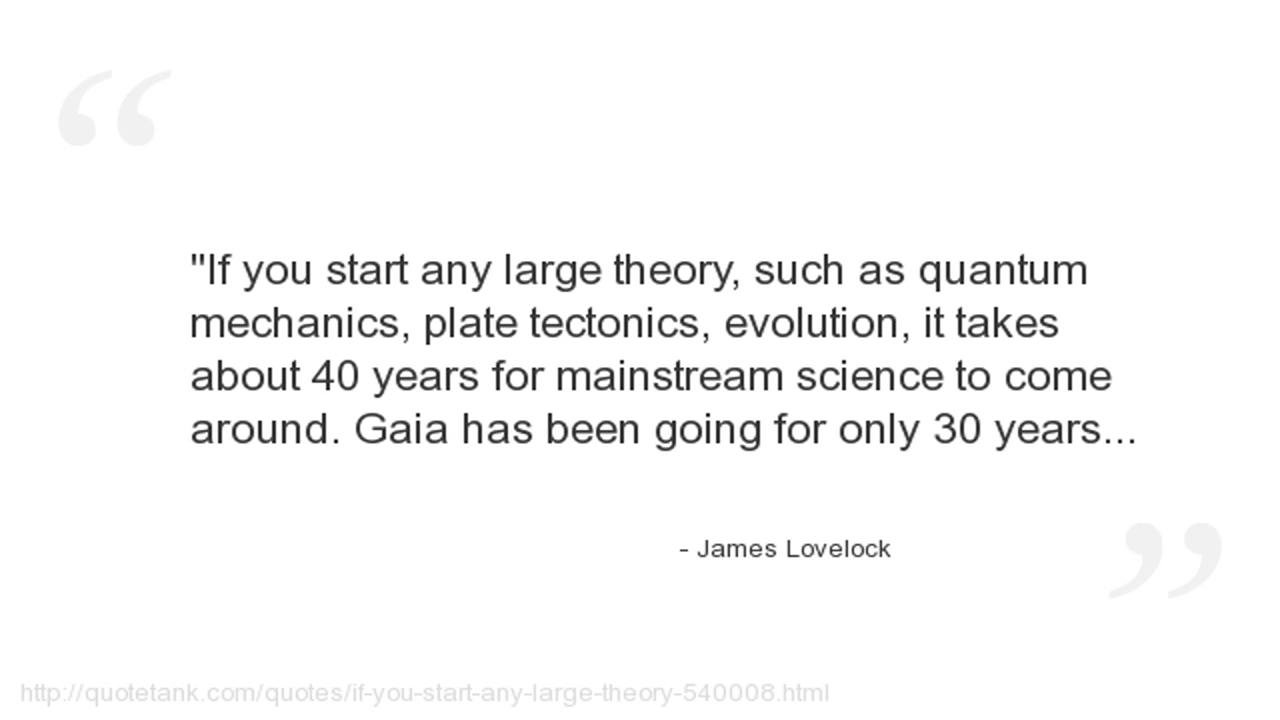 "If you start any large theory, such as quantum
mechanics, plate tectonics, evolution, it takes
about 40 years for mainstream science to come
around. Gaia has been going for only 30 years...
- James Lovelock
http://quotetank.com/quotes/if-you-start-any-large-theory-540008.html